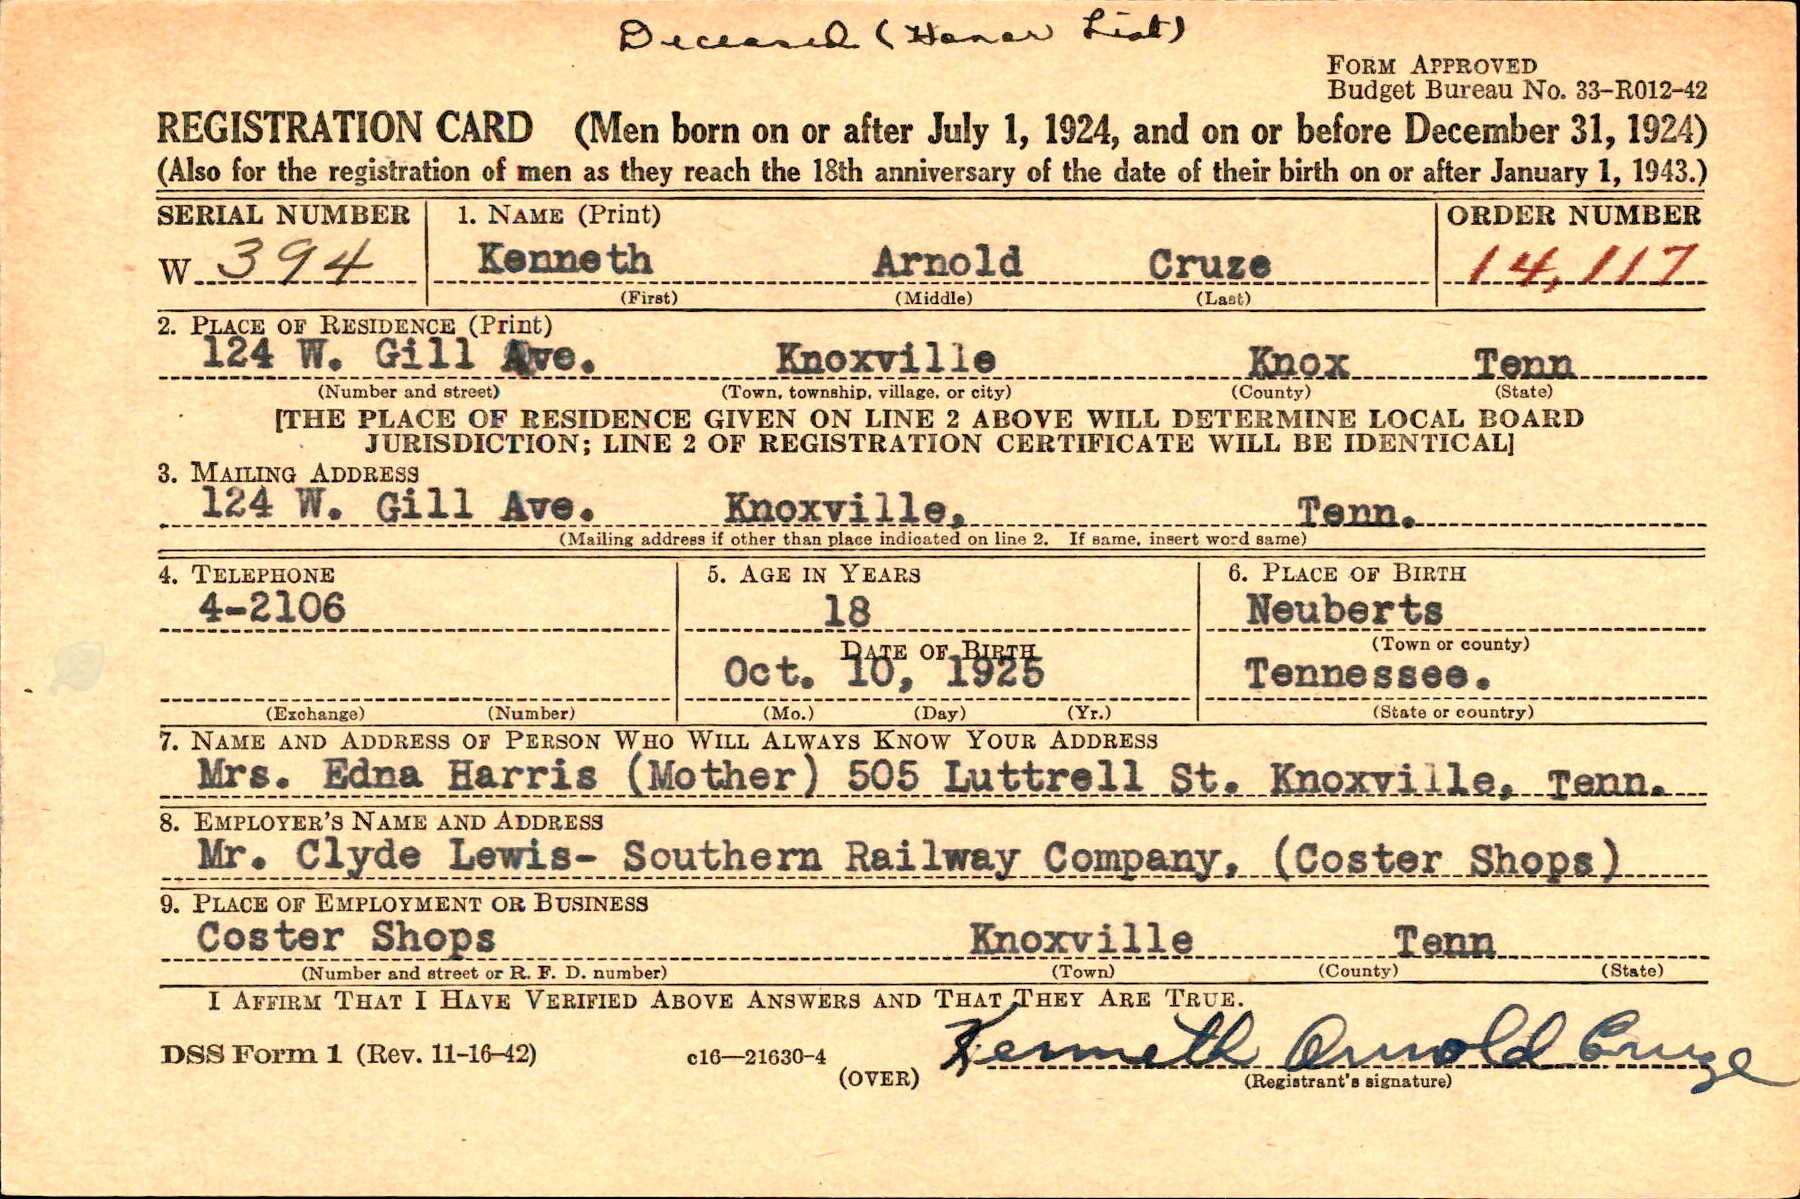 Deceased (Honor List)
FORM APPROVED
Budget Bureau No. 33–R012–42
REGISTRATION CARD (Men born on or after July 1, 1924, and on or before December 31, 1924)
(Also for the registration of men as they reach the 18th anniversary of the date of their birth on or after January 1, 1943.)
SERIAL NUMBER 1. NAME (Print) ORDER NUMBER
W 394 Kenneth Arnold Cruze 14,117
(First) (Middle) (Last)
2. PLACE OF RESIDENCE (Print)
124 W. Gill Ave. Knoxville Knox Tenn
(Number and street) (Town, township, village, or city) (County) (State)
[THE PLACE OF RESIDENCE GIVEN ON LINE 2 ABOVE WILL DETERMINE LOCAL BOARD
JURISDICTION; LINE 2 OF REGISTRATION CERTIFICATE WILL BE IDENTICAL]
3. MAILING ADDRESS
124 W. Gill Ave. Knoxville, Tenn.
(Mailing address if other than place indicated on line 2. If same, insert word same)
4. TELEPHONE 5. AGE IN YEARS 6. PLACE OF BIRTH
4-2106 18 Neuberts
(Town or county)
DATE OF BIRTH
Oct. 10, 1925 Tennessee.
(Exchange) (Number) (Mo.) (Day) (Yr.) (State or country)
7. NAME AND ADDRESS OF PERSON WHO WILL ALWAYS KNOW YOUR ADDRESS
Mrs. Edna Harris (Mother) 505 Luttrell St. Knoxville, Tenn.
8. EMPLOYER'S NAME AND ADDRESS
Mr. Clyde Lewis- Southern Railway Company, (Coster Shops)
9. PLACE OF EMPLOYMENT OR BUSINESS
Coster Shops Knoxville Tenn
(Number and street or R. F. D. number) (Town) (County) (State)
I AFFIRM THAT I HAVE VERIFIED ABOVE ANSWERS AND THAT THEY ARE TRUE.
DSS Form 1 (Rev. 11-16-42) c16—21630-4 Kenneth Arnold Cruze
(OVER) (Registrant's signature)